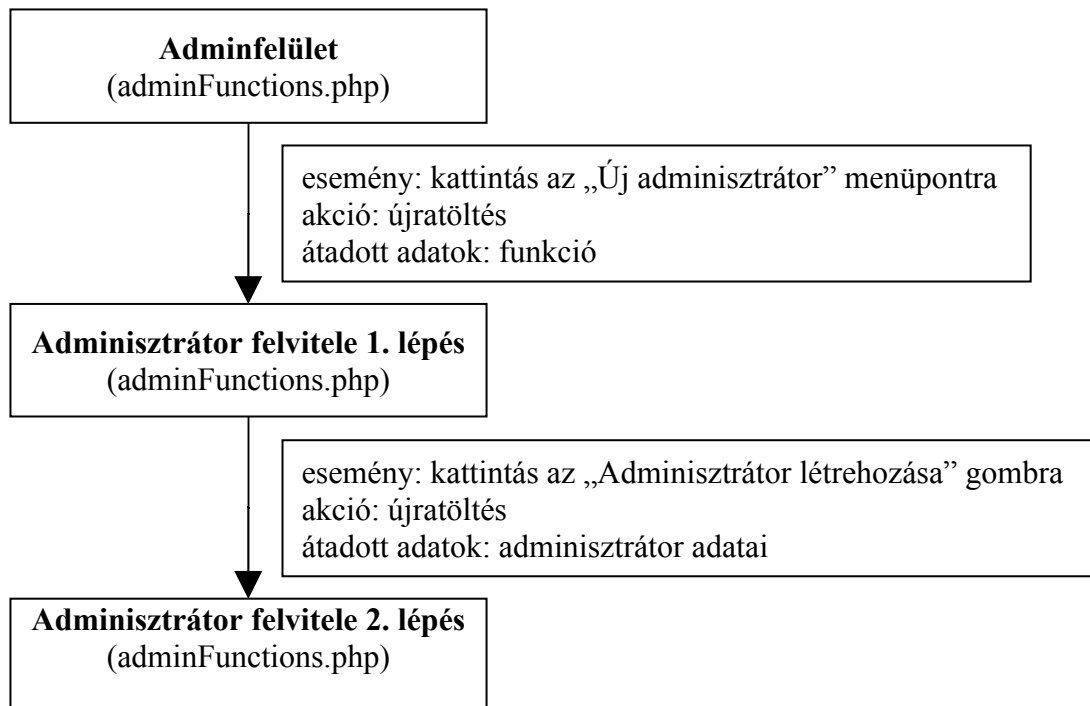 Adminfelület
(adminFunctions.php)
esemény: kattintás az „Új adminisztrátor” menüpontra
akció: újratöltés
átadott adatok: funkció
Adminisztrátor felvitele 1. lépés
(adminFunctions.php)
esemény: kattintás az „Adminisztrátor létrehozása” gombra
akció: újratöltés
átadott adatok: adminisztrátor adatai
Adminisztrátor felvitele 2. lépés
(adminFunctions.php)